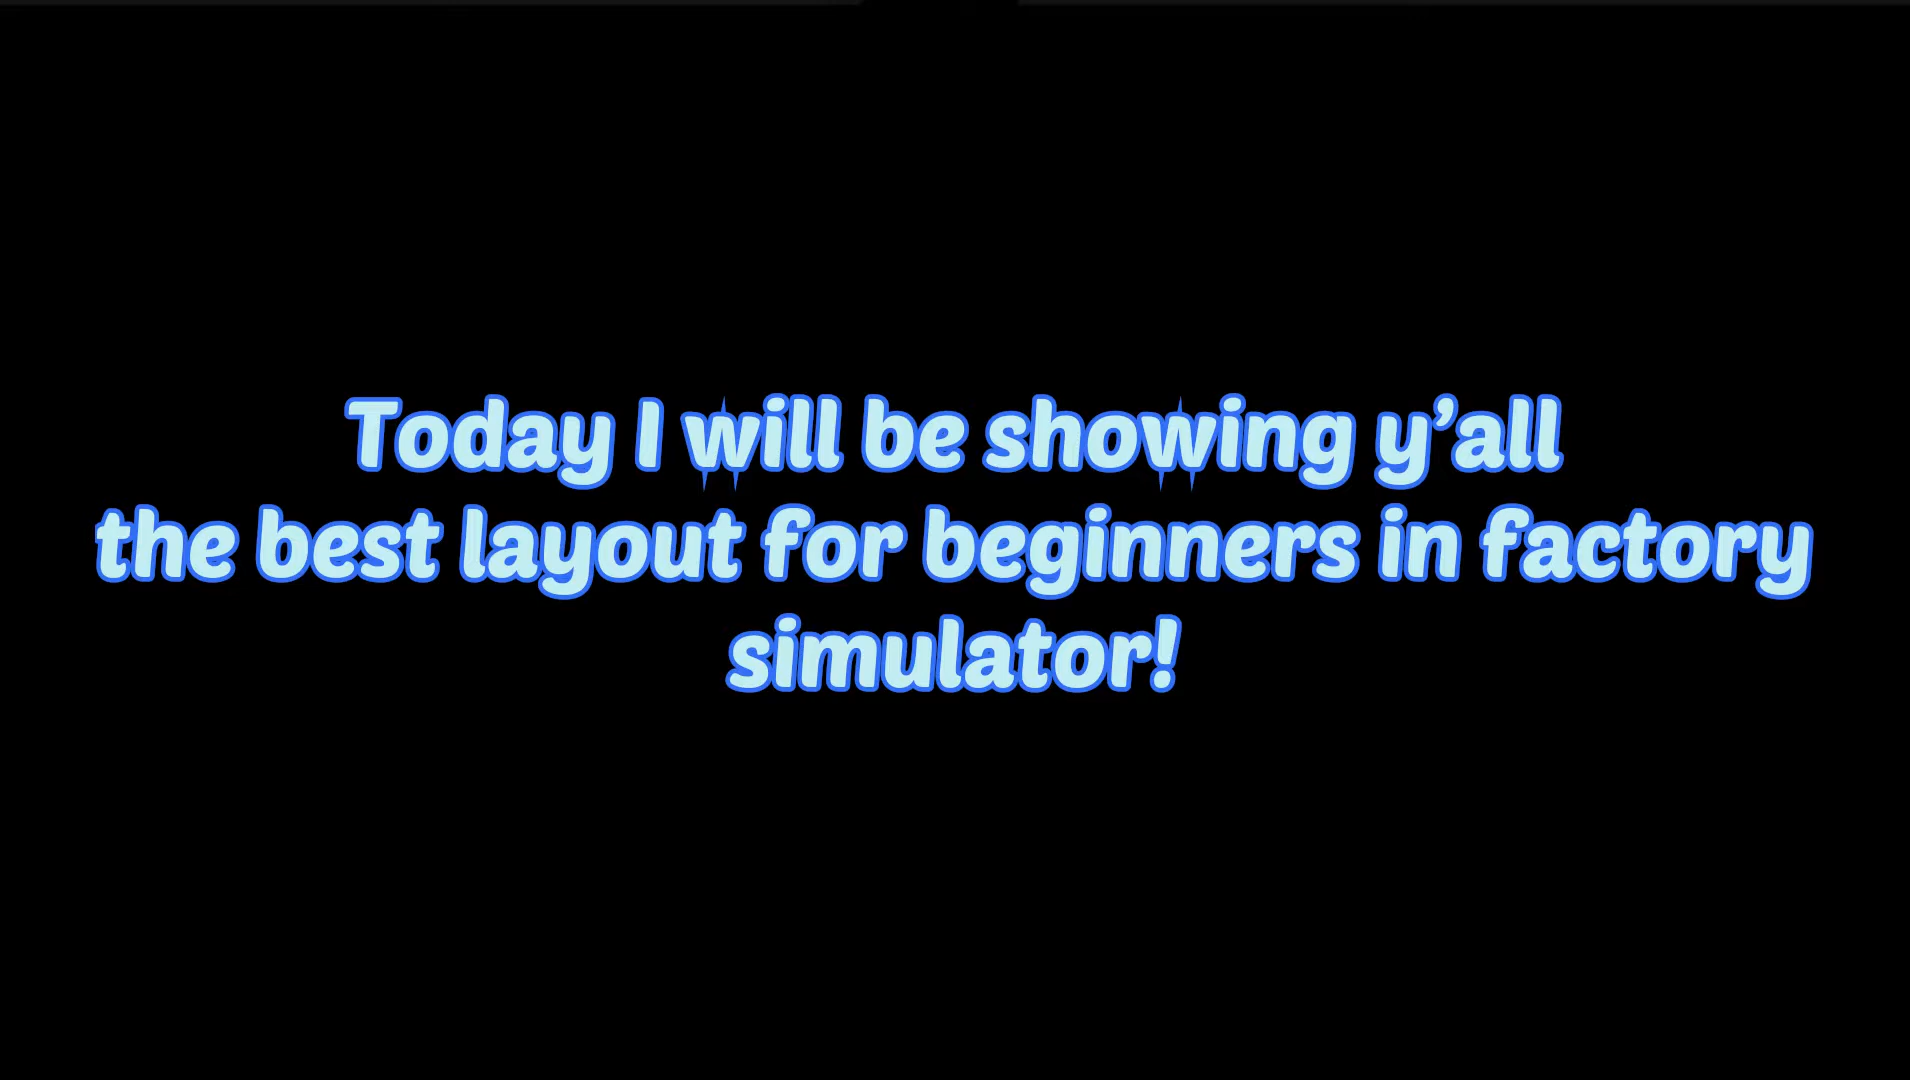 Today I will be showing y’all
the best layout for beginners in factory
simulator!